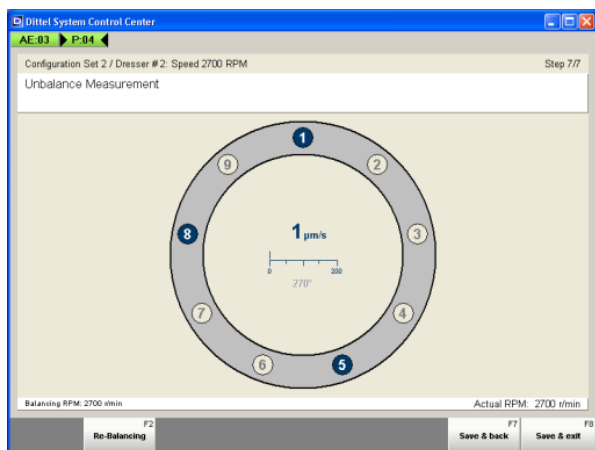 Dittel System Control Center
AE:03 P:04
Configuration Set 2 / Dresser # 2: Speed 2700 RPM Step 7/7
Unbalance Measurement
1
9 2
8 3
1 µm/s
0 200
270°
7 4
6 5
Balancing RPM: 2700 r/min Actual RPM: 2700 r/min
F2 F7 F8
Re-Balancing Save & back Save & exit